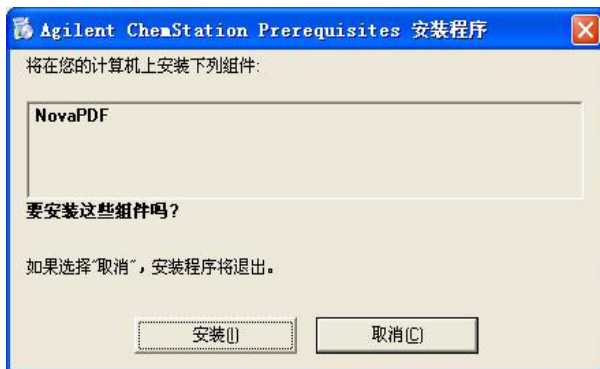 Agilent ChemStation Prerequisites 安装程序
将在您的计算机上安装下列组件:
NovaPDF
要安装这些组件吗?
如果选择“取消”, 安装程序将退出。
安装(I)
取消(C)